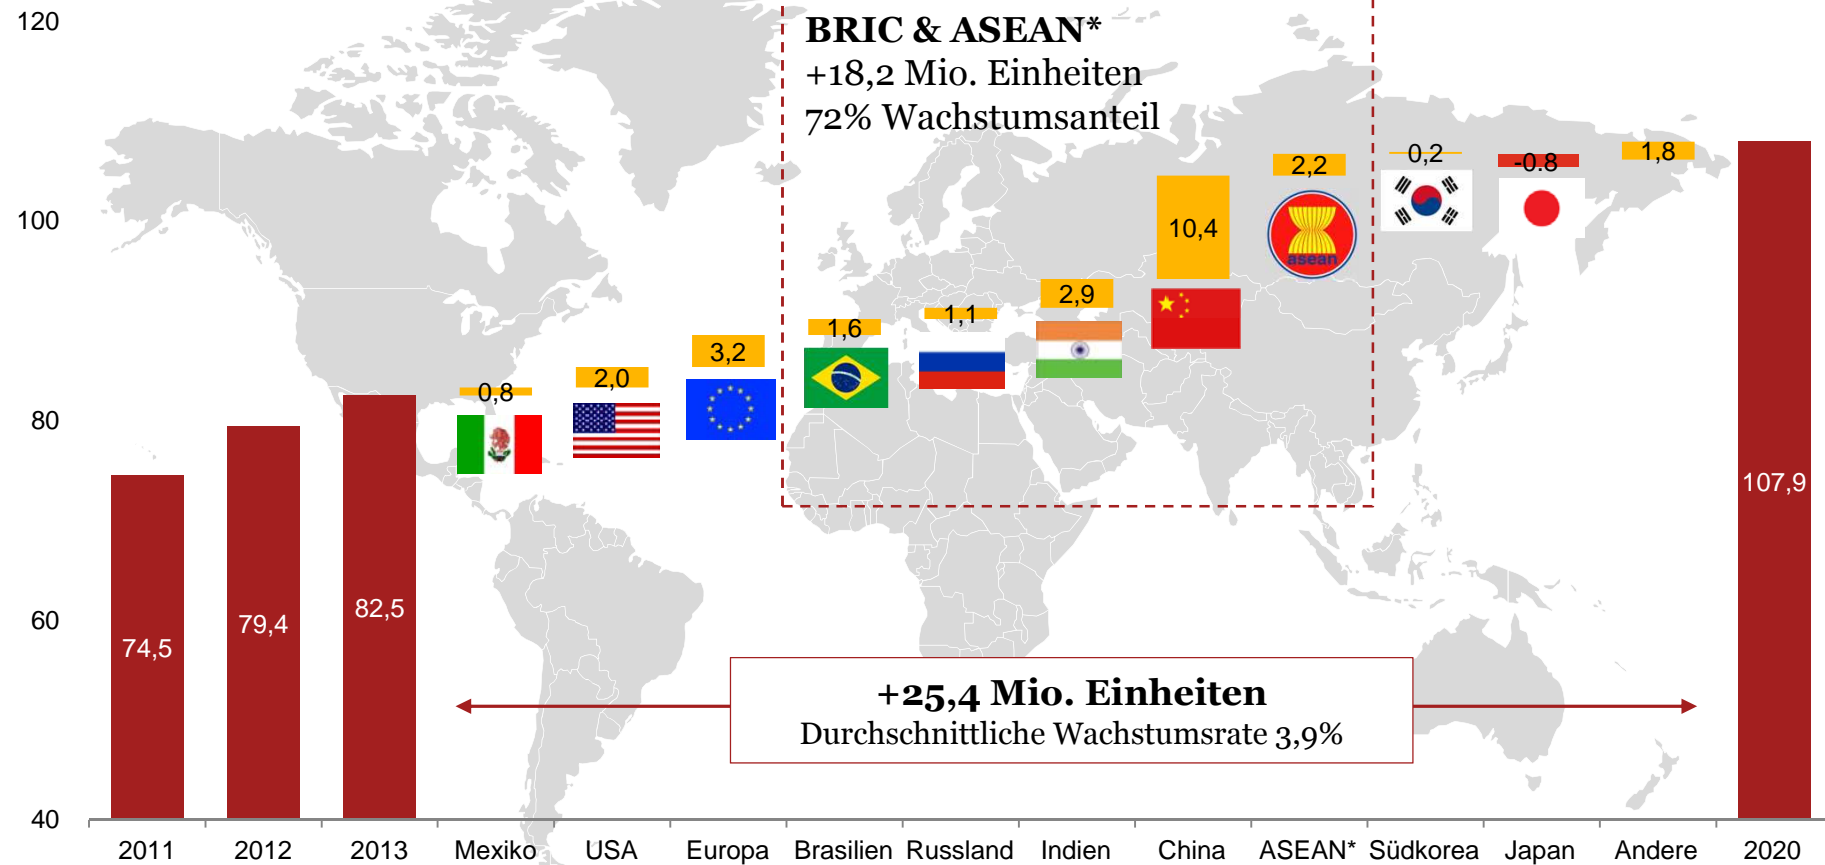 120
100
80
60
40
BRIC & ASEAN*
+18,2 Mio. Einheiten
72% Wachstumsanteil
74,5
79,4
82,5
0,8
2,0
3,2
1,6
1,1
2,9
10,4
2,2
asean
0,2
-0.8
1,8
107,9
+25,4 Mio. Einheiten
Durchschnittliche Wachstumsrate 3,9%
2011
2012
2013
Mexiko
USA
Europa
Brasilien
Russland
Indien
China
ASEAN*
Südkorea
Japan
Andere
2020